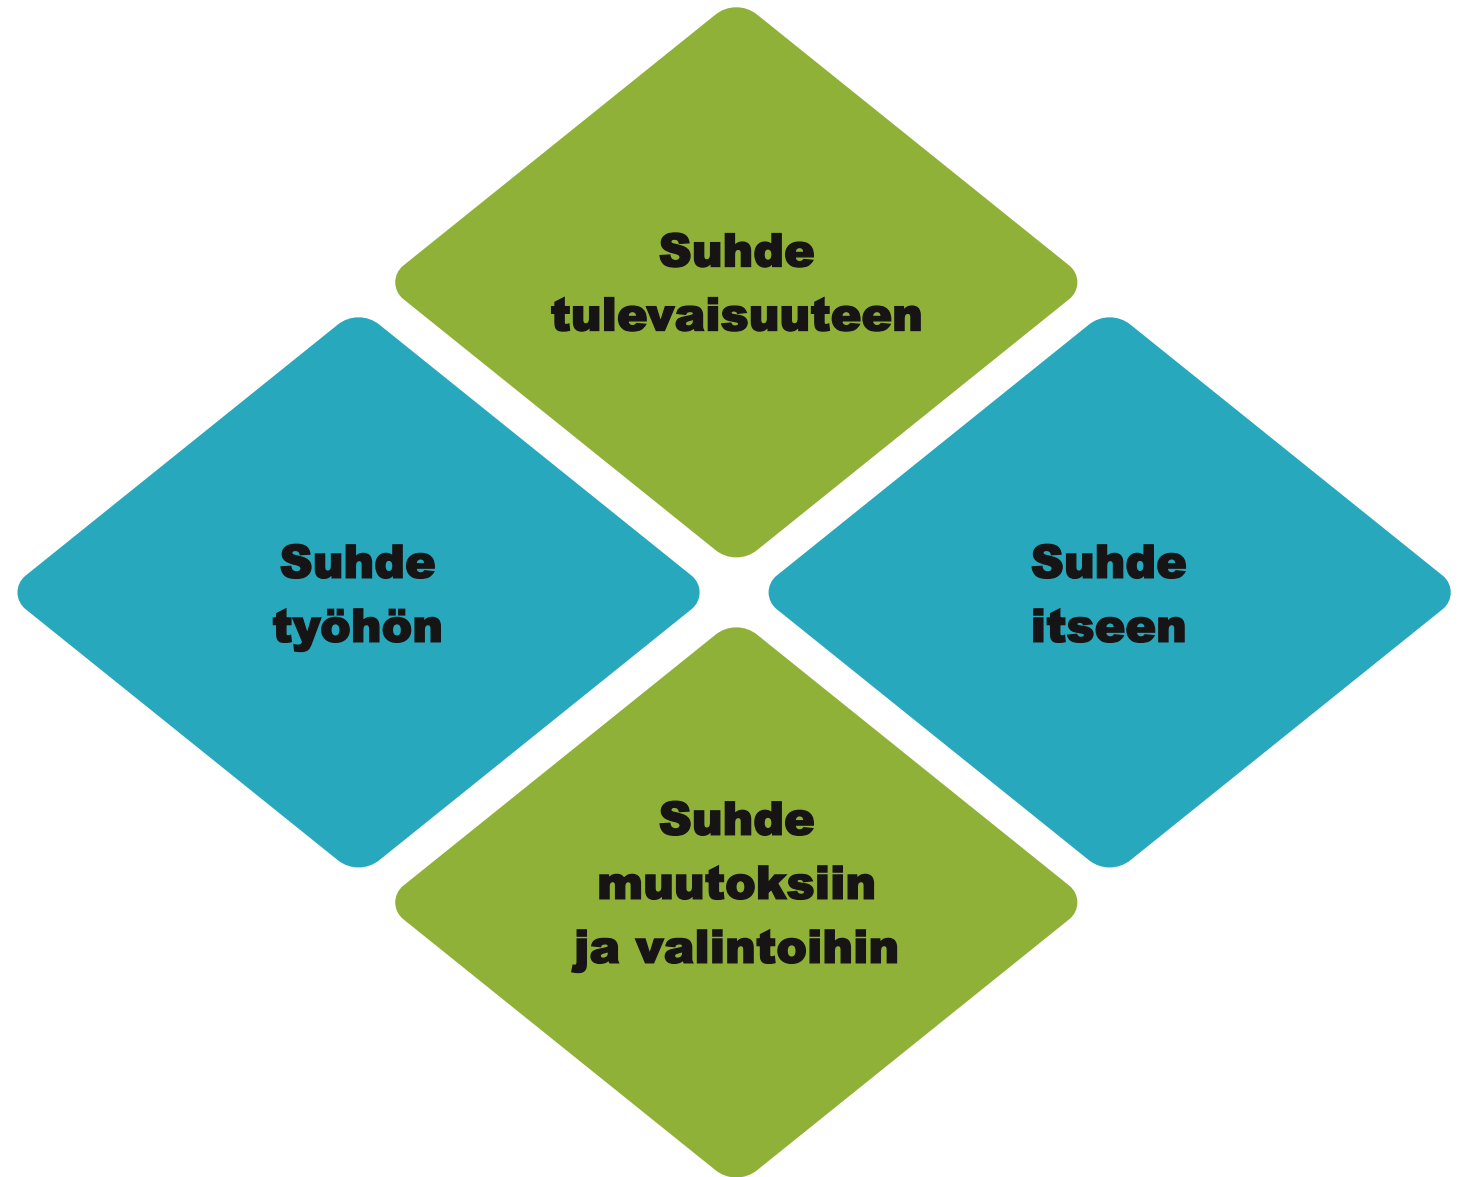 Suhde
tulevaisuuteen
Suhde
työhön
Suhde
itseen
Suhde
muutoksiin
ja valintoihin